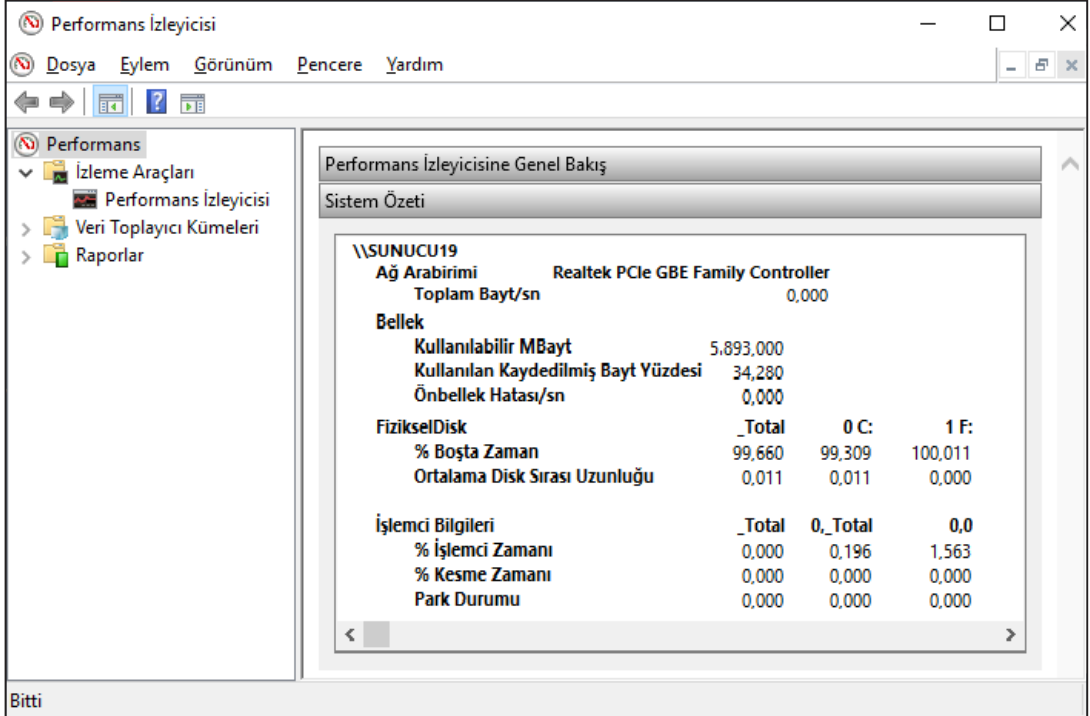 Performans İzleyicisi
Dosya Eylem Görünüm Pencere Yardım
Performans
İzleme Araçları
Performans İzleyicisi
Veri Toplayıcı Kümeleri
Raporlar
Performans İzleyicisine Genel Bakış
Sistem Özeti
\\SUNUCU19
Ağ Arabirimi Realtek PCIe GBE Family Controller
Toplam Bayt/sn 0,000
Bellek
Kullanılabilir MBayt 5.893,000
Kullanılan Kaydedilmiş Bayt Yüzdesi 34,280
Önbellek Hatası/sn 0,000
FizikselDisk _Total 0 C: 1 F:
% Boşta Zaman 99,660 99,309 100,011
Ortalama Disk Sırası Uzunluğu 0,011 0,011 0,000
İşlemci Bilgileri _Total 0,_Total 0,0
% İşlemci Zamanı 0,000 0,196 1,563
% Kesme Zamanı 0,000 0,000 0,000
Park Durumu 0,000 0,000 0,000
Bitti